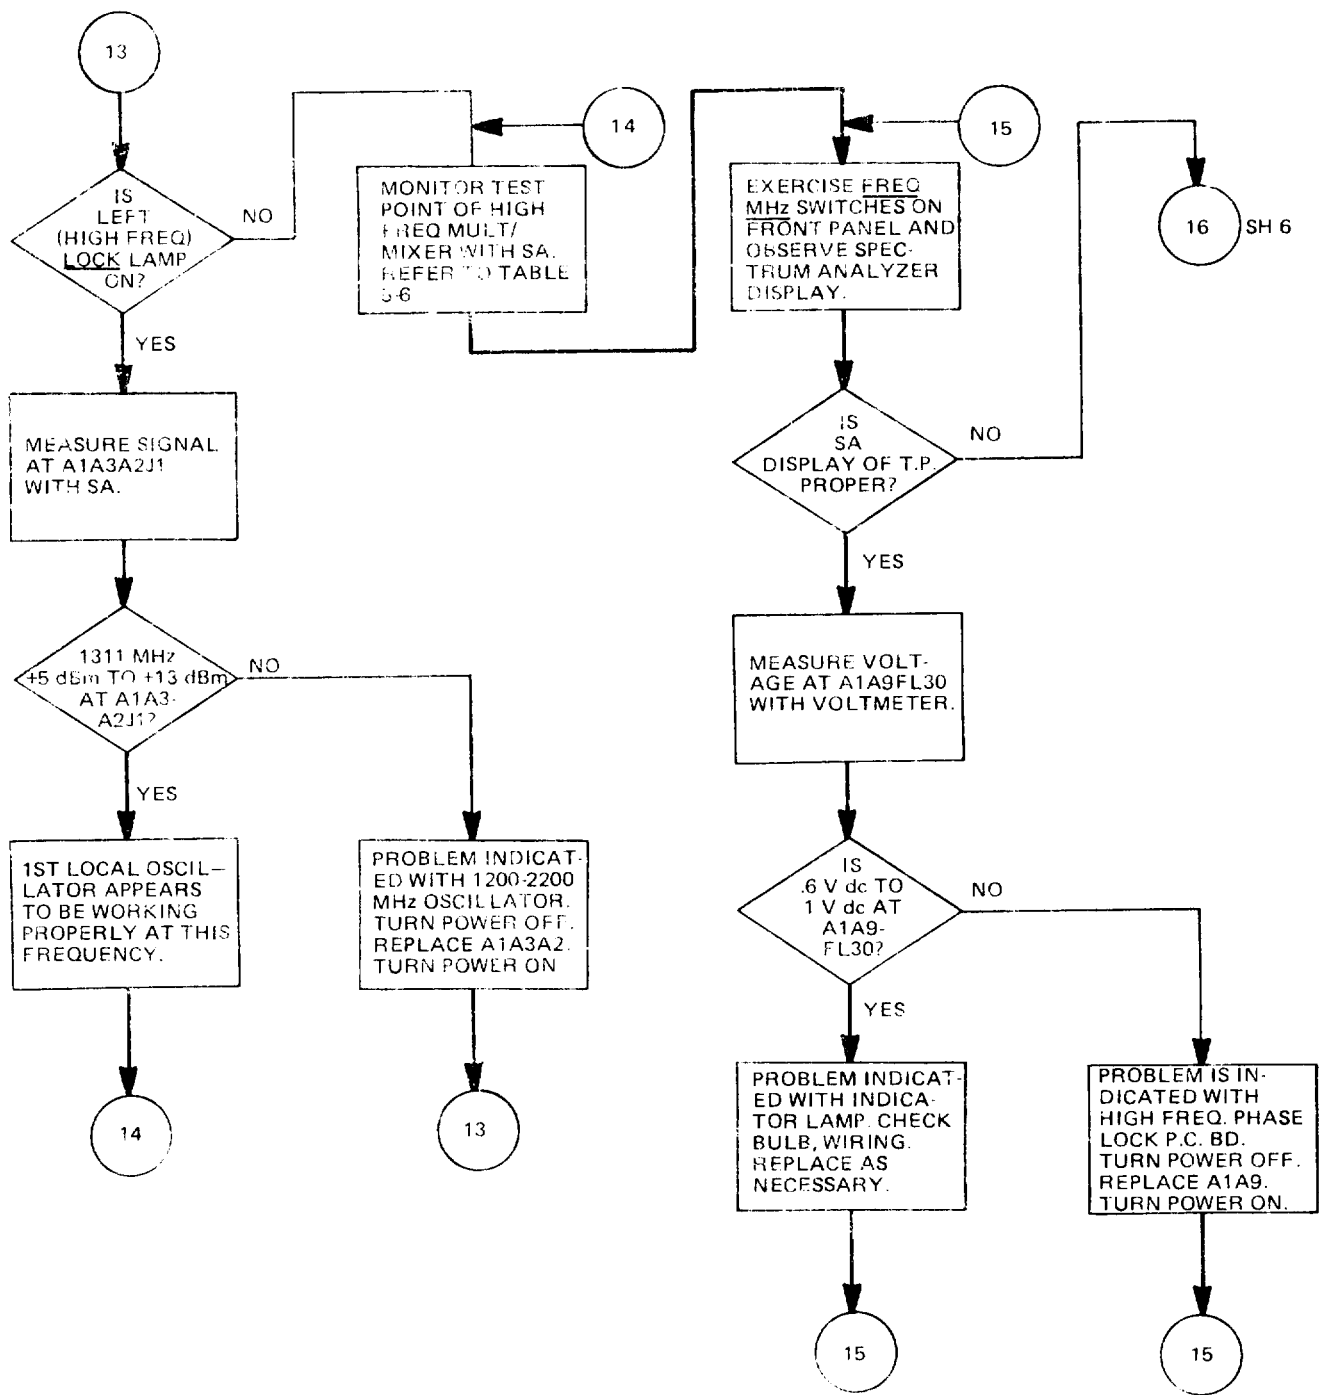 13
IS
LEFT
(HIGH FREQ)
LOCK LAMP
ON?
NO
YES
MEASURE SIGNAL
AT A1A3A2J1
WITH SA.
1311 MHz
+5 dBm TO +13 dBm
AT A1A3-
A2J1?
NO
YES
1ST LOCAL OSCIL-
LATOR APPEARS
TO BE WORKING
PROPERLY AT THIS
FREQUENCY.
14
PROBLEM INDICAT-
ED WITH 1200-2200
MHz OSCILLATOR.
TURN POWER OFF.
REPLACE A1A3A2.
TURN POWER ON
13
14
MONITOR TEST
POINT OF HIGH
FREQ MULT/
MIXER WITH SA.
REFER TO TABLE
5-6
15
EXERCISE FREQ
MHz SWITCHES ON
FRONT PANEL AND
OBSERVE SPEC-
TRUM ANALYZER
DISPLAY.
IS
SA
DISPLAY OF T.P.
PROPER?
NO
16 SH 6
YES
MEASURE VOLT-
AGE AT A1A9FL30
WITH VOLTMETER.
IS
.6 V dc TO
1 V dc AT
A1A9-
FL30?
NO
YES
PROBLEM INDICAT-
ED WITH INDICA-
TOR LAMP. CHECK
BULB, WIRING.
REPLACE AS
NECESSARY.
15
PROBLEM IS IN-
DICATED WITH
HIGH FREQ. PHASE
LOCK P.C. BD.
TURN POWER OFF.
REPLACE A1A9.
TURN POWER ON.
15